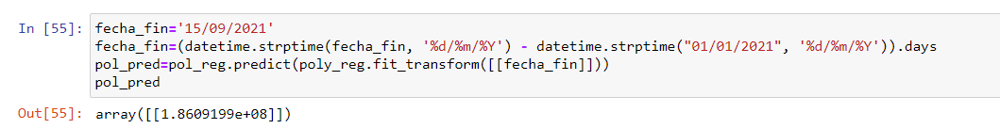 In [55]: fecha_fin='15/09/2021'
fecha_fin=(datetime.strptime(fecha_fin, '%d/%m/%Y') - datetime.strptime("01/01/2021", '%d/%m/%Y')).days
pol_pred=pol_reg.predict(poly_reg.fit_transform([[fecha_fin]]))
pol_pred
Out[55]: array([[1.8609199e+08]])